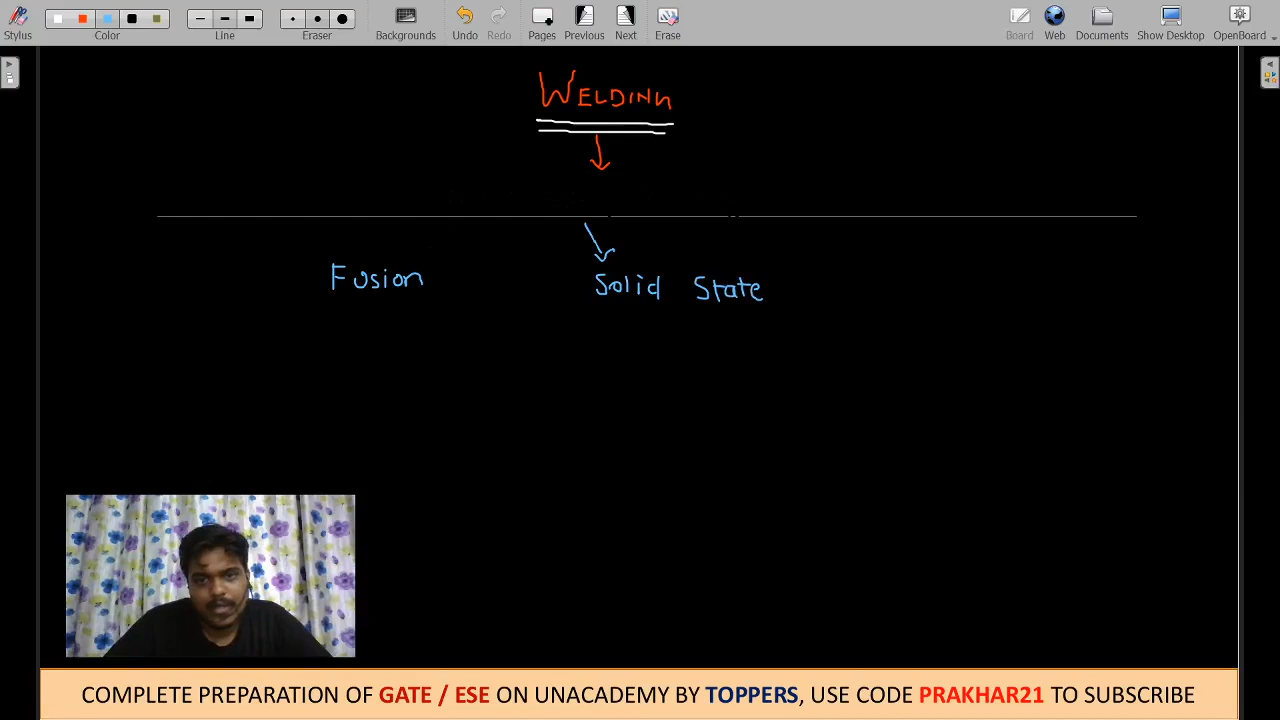 Stylus Color Line Eraser Backgrounds Undo Redo Pages Previous Next Erase Board Web Documents Show Desktop OpenBoard
WELDING
Fusion Solid State
COMPLETE PREPARATION OF GATE / ESE ON UNACADEMY BY TOPPERS, USE CODE PRAKHAR21 TO SUBSCRIBE